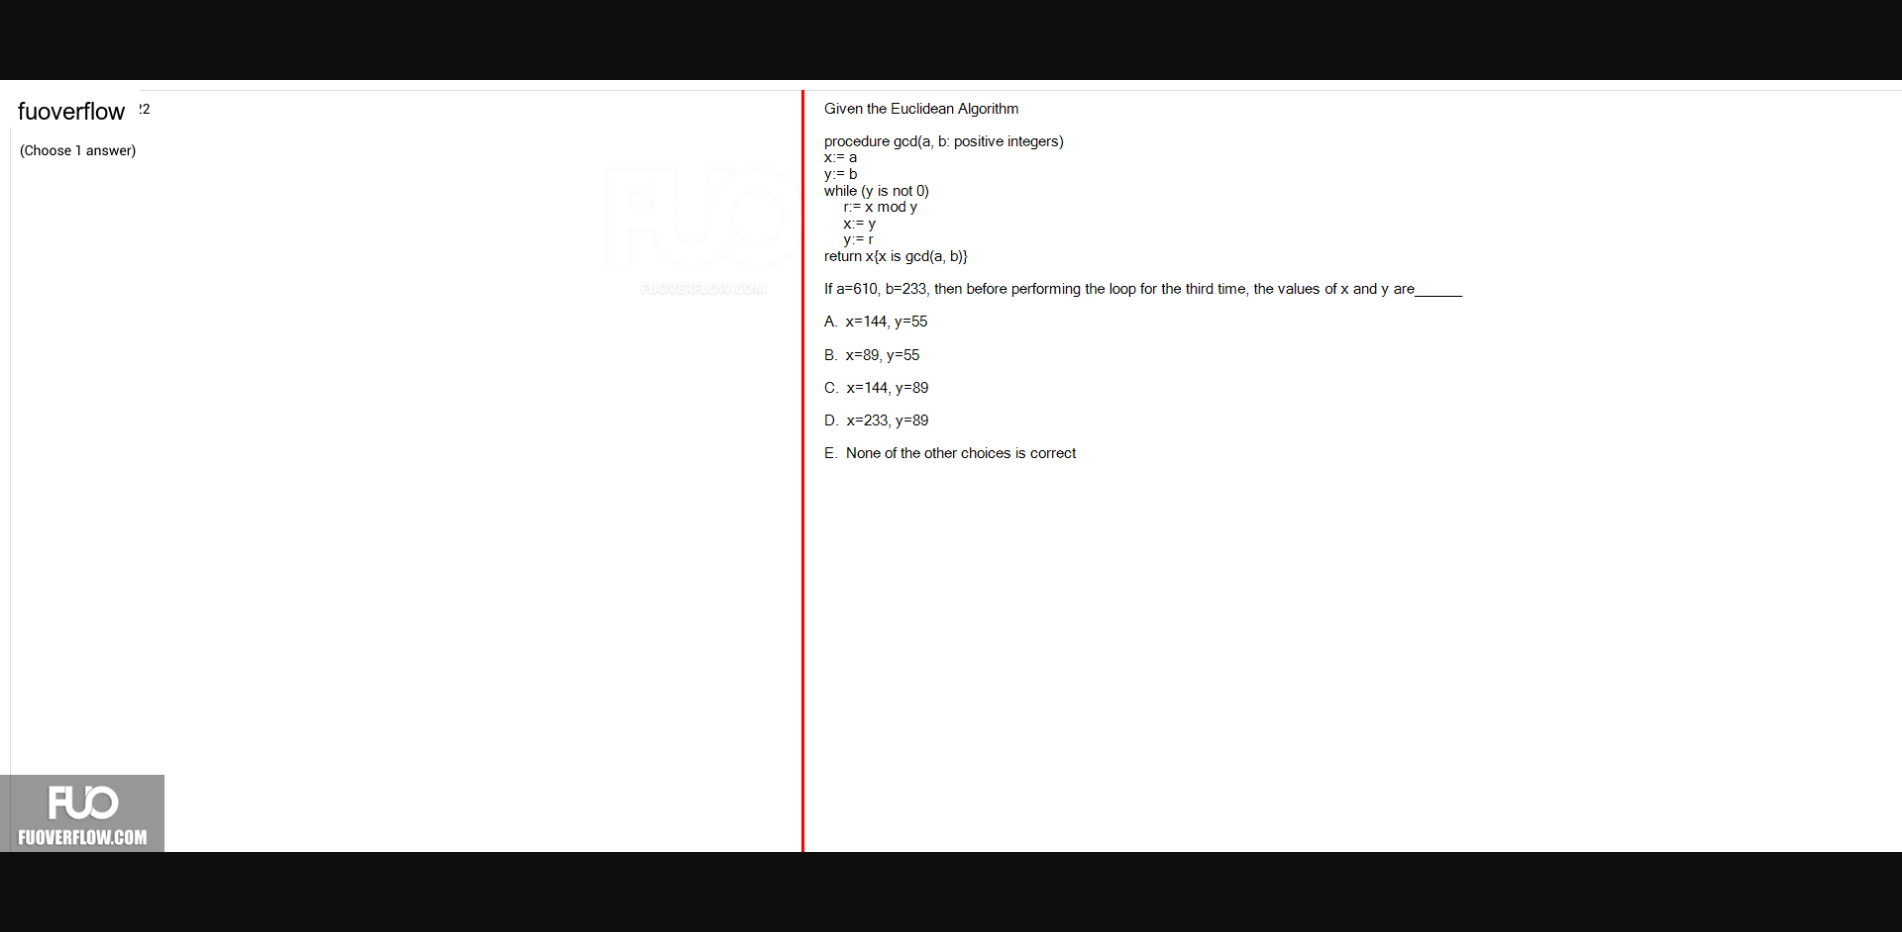 fuoverflow
22
(Choose 1 answer)
FUO
FUOVERFLOW.COM
Given the Euclidean Algorithm
procedure gcd(a, b: positive integers)
x:= a
y:= b
while (y is not 0)
r:= x mod y
x:= y
y:= r
return x{x is gcd(a, b)}
If a=610, b=233, then before performing the loop for the third time, the values of x and y are______
A. x=144, y=55
B. x=89, y=55
C. x=144, y=89
D. x=233, y=89
E. None of the other choices is correct
FUO
FUOVERFLOW.COM